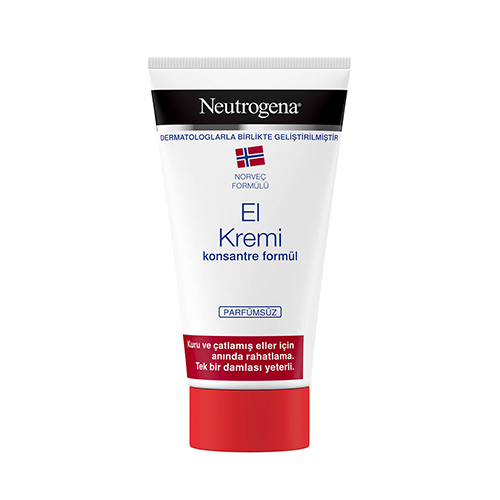 Neutrogena®
DERMATOLOGLARLA BİRLİKTE GELİŞTİRİLMİŞTİR
NORVEÇ
FORMÜLÜ
El
Kremi
konsantre formül
PARFÜMSÜZ
Kuru ve çatlamış eller için
anında rahatlama.
Tek bir damlası yeterli.